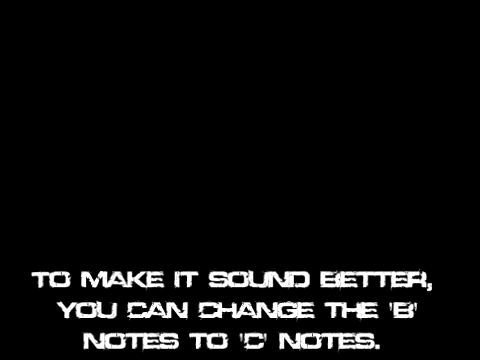 TO MAKE IT SOUND BETTER,
YOU CAN CHANGE THE 'B'
NOTES TO 'C' NOTES.